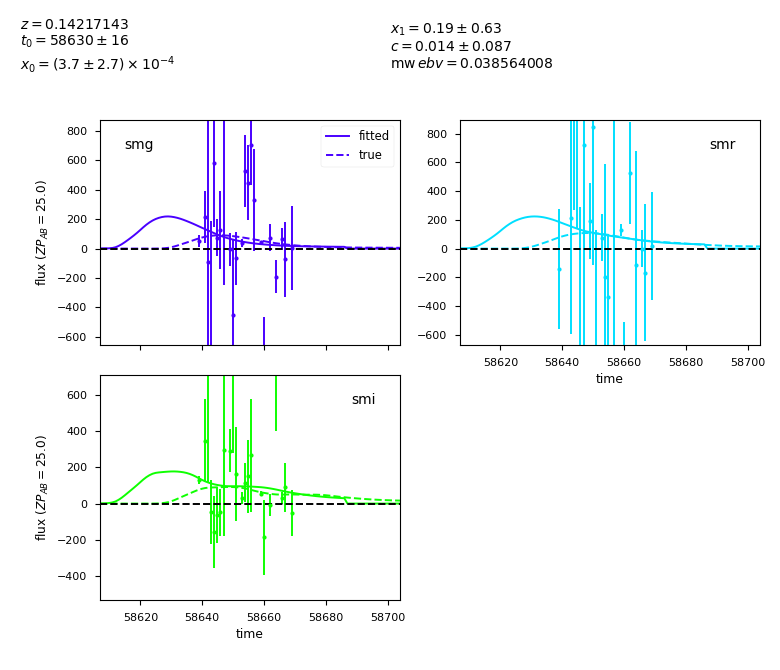 z = 0.14217143
t₀ = 58630 ± 16
x₀ = (3.7 ± 2.7) × 10⁻⁴
x₁ = 0.19 ± 0.63
c = 0.014 ± 0.087
mw ebv = 0.038564008
smg
fitted
true
800
600
400
200
0
−200
−400
−600
flux (ZP_AB = 25.0)
smr
800
600
400
200
0
−200
−400
−600
58620 58640 58660 58680 58700
time
smi
600
400
200
0
−200
−400
flux (ZP_AB = 25.0)
58620 58640 58660 58680 58700
time